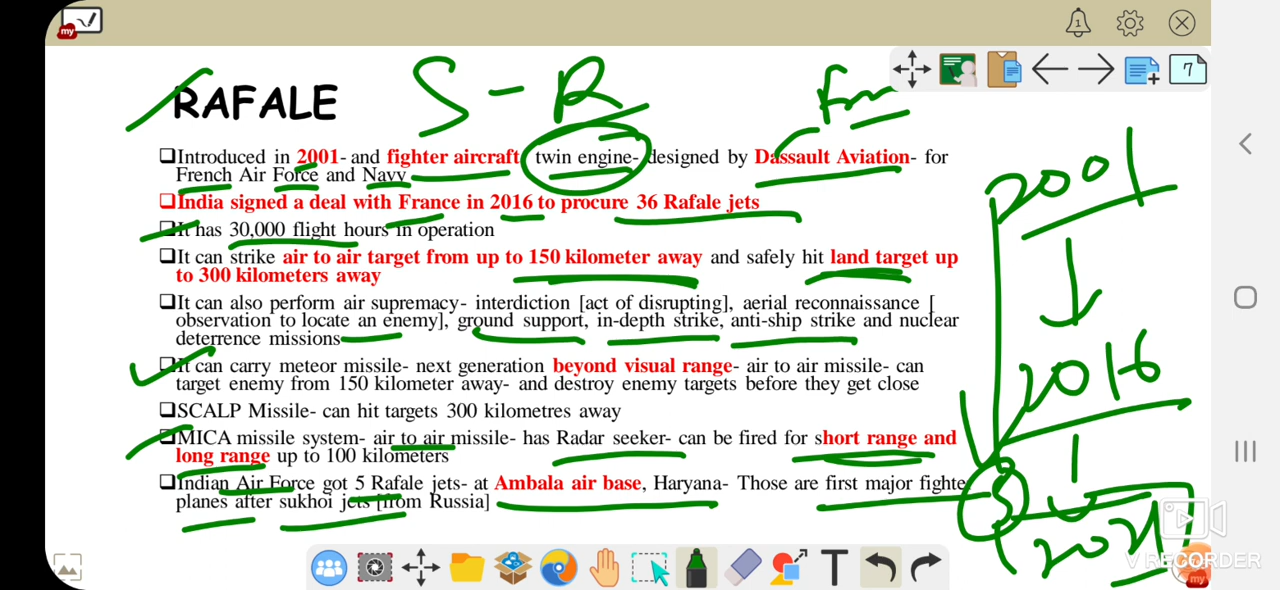 my
1
7
RAFALE
S-R
2001
Introduced in 2001- and fighter aircraft twin engine- designed by Dassault Aviation- for
French Air Force and Navy
India signed a deal with France in 2016 to procure 36 Rafale jets
It has 30,000 flight hours in operation
It can strike air to air target from up to 150 kilometer away and safely hit land target up
to 300 kilometers away
It can also perform air supremacy- interdiction [act of disrupting], aerial reconnaissance [
observation to locate an enemy], ground support, in-depth strike, anti-ship strike and nuclear
deterrence missions
2016
It can carry meteor missile- next generation beyond visual range- air to air missile- can
target enemy from 150 kilometer away- and destroy enemy targets before they get close
SCALP Missile- can hit targets 300 kilometres away
MICA missile system- air to air missile- has Radar seeker- can be fired for short range and
long range up to 100 kilometers
Indian Air Force got 5 Rafale jets- at Ambala air base, Haryana- Those are first major fighte
planes after sukhoi jets [from Russia]
5
2021
V RECORDER
T
my